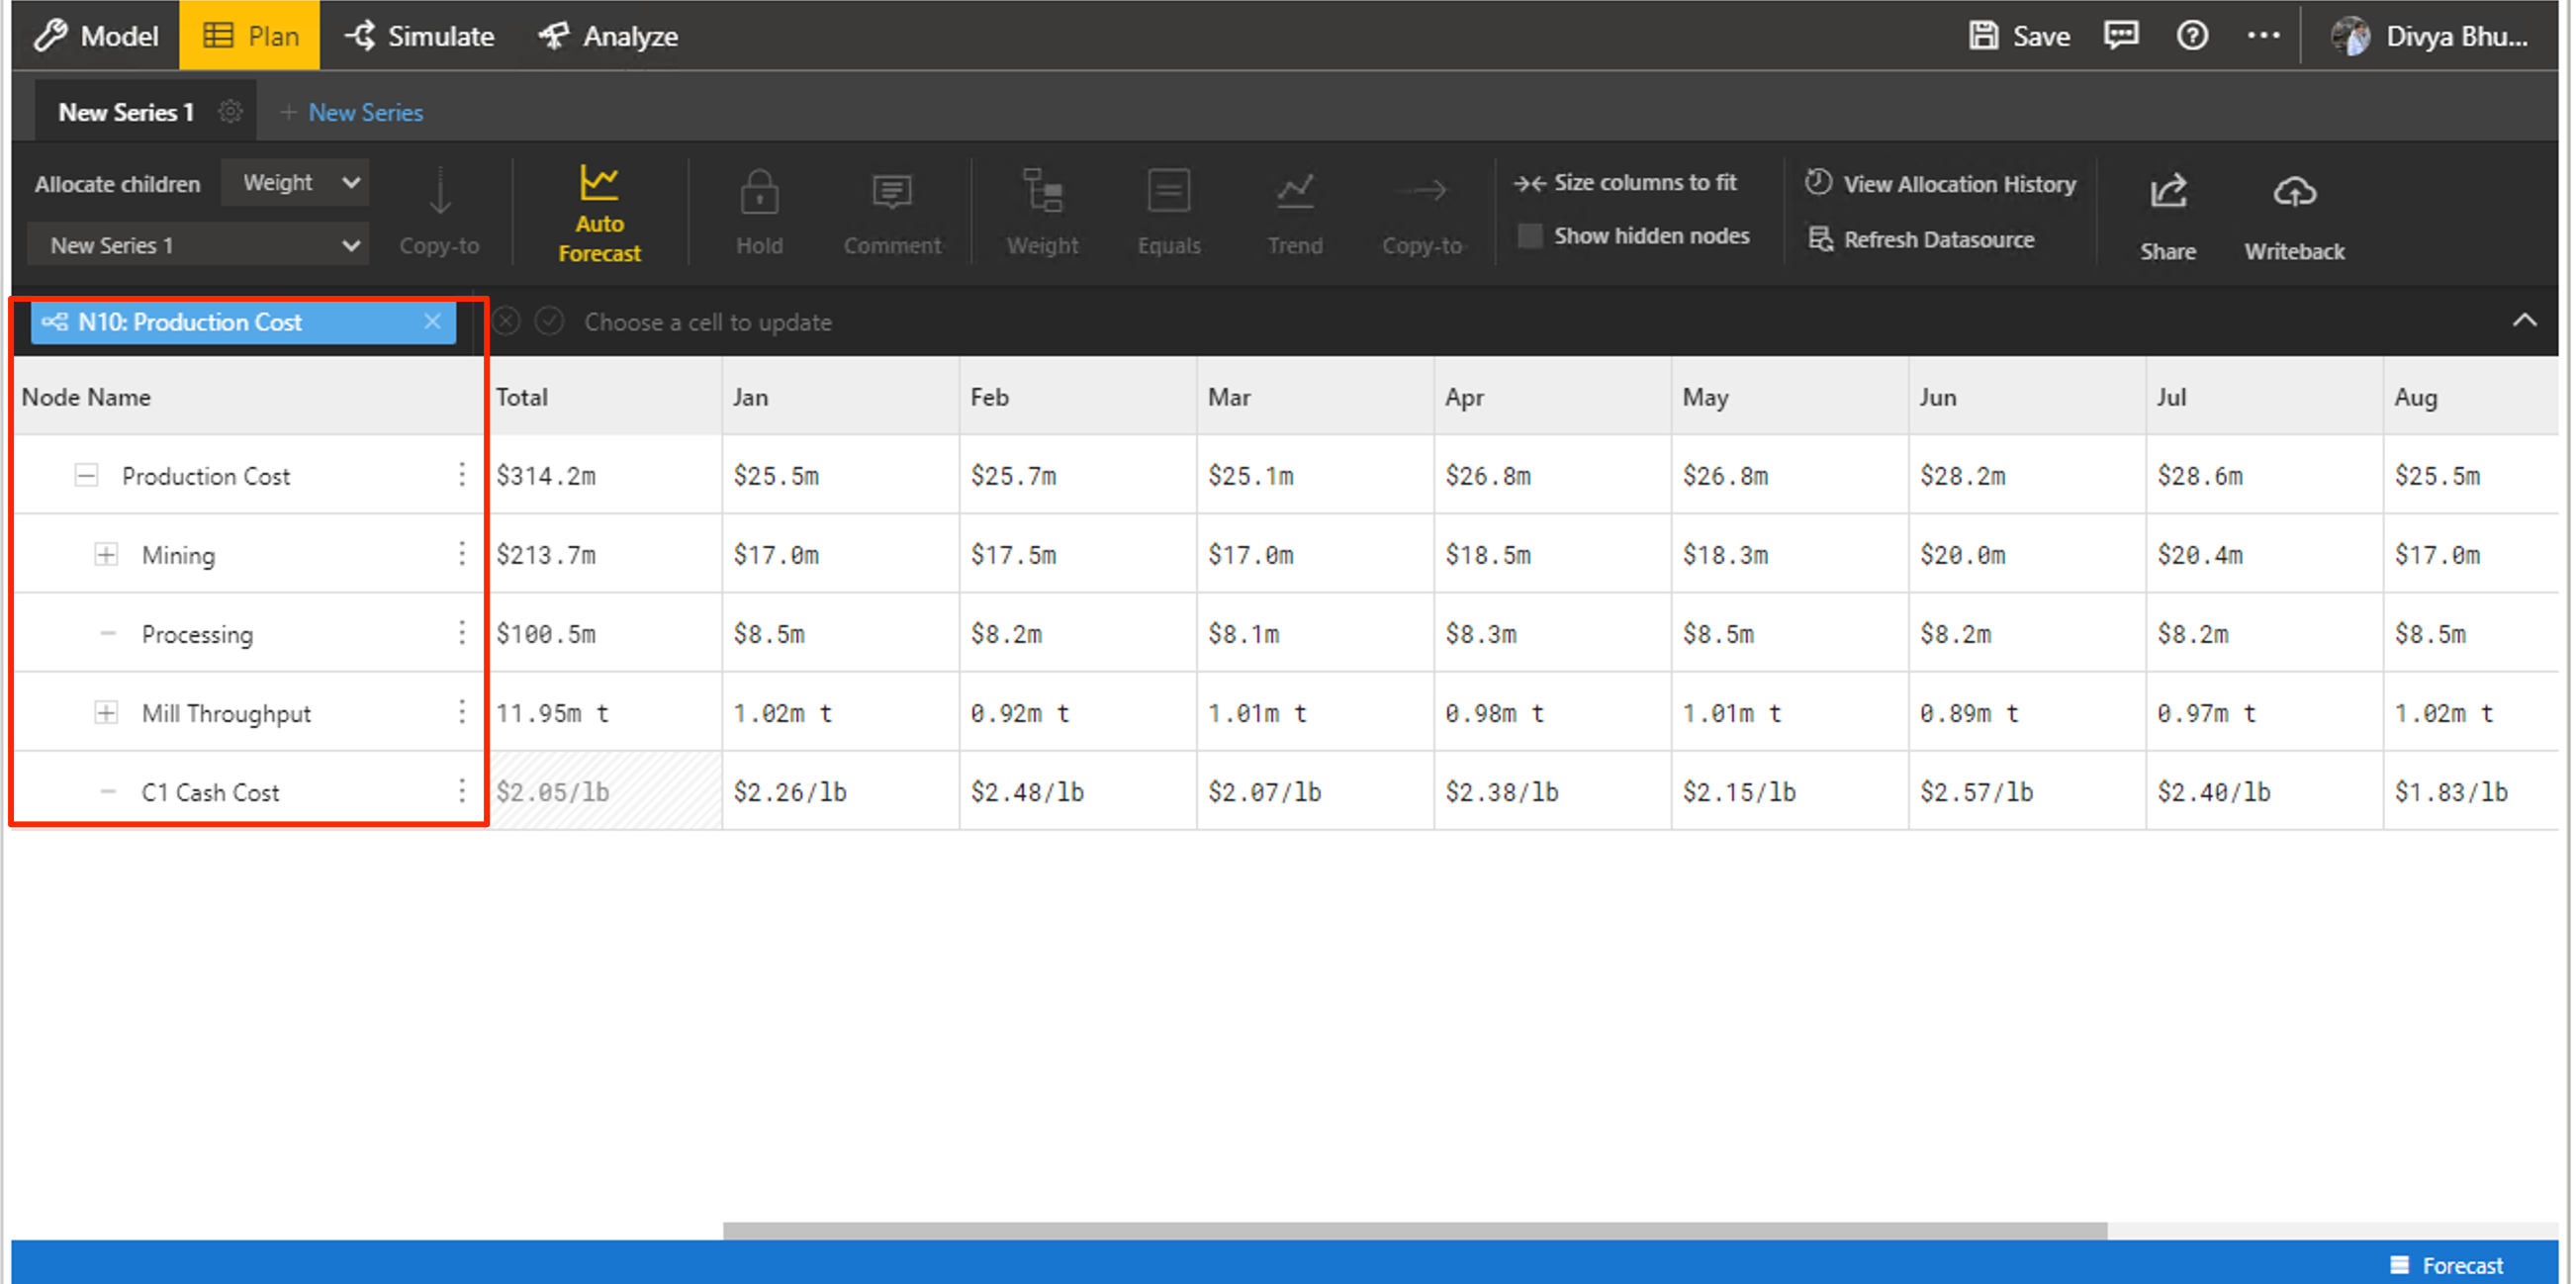 Model Plan Simulate Analyze Save Divya Bhu...
New Series 1 + New Series
Allocate children Weight
New Series 1
Copy-to
Auto
Forecast
Hold
Comment
Weight
Equals
Trend
Copy-to
Size columns to fit
Show hidden nodes
View Allocation History
Refresh Datasource
Share
Writeback
N10: Production Cost Choose a cell to update
Node Name Total Jan Feb Mar Apr May Jun Jul Aug
Production Cost $314.2m $25.5m $25.7m $25.1m $26.8m $26.8m $28.2m $28.6m $25.5m
Mining $213.7m $17.0m $17.5m $17.0m $18.5m $18.3m $20.0m $20.4m $17.0m
Processing $100.5m $8.5m $8.2m $8.1m $8.3m $8.5m $8.2m $8.2m $8.5m
Mill Throughput 11.95m t 1.02m t 0.92m t 1.01m t 0.98m t 1.01m t 0.89m t 0.97m t 1.02m t
C1 Cash Cost $2.05/lb $2.26/lb $2.48/lb $2.07/lb $2.38/lb $2.15/lb $2.57/lb $2.40/lb $1.83/lb
Forecast